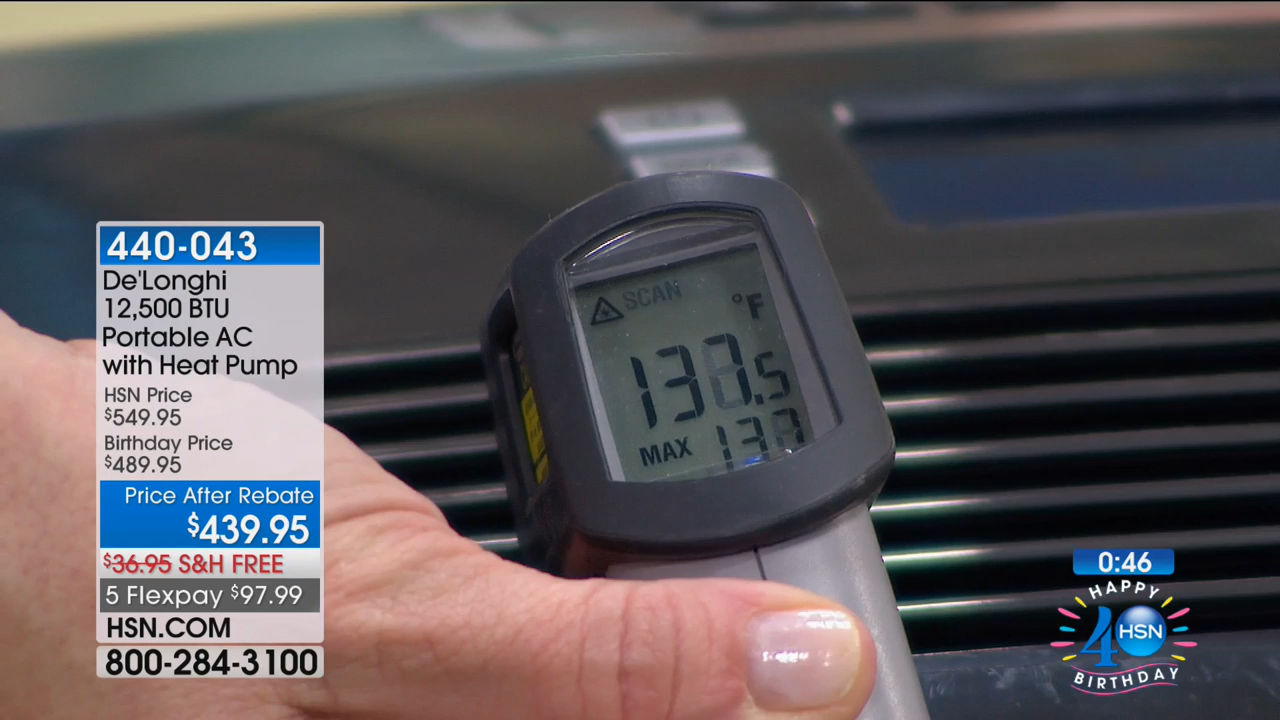 440-043
De'Longhi
12,500 BTU
Portable AC
with Heat Pump
HSN Price
$549.95
Birthday Price
$489.95
Price After Rebate
$439.95
$36.95 S&H FREE
5 Flexpay $97.99
HSN.COM
800-284-3100
SCAN
°F
MAX
0:46
HAPPY
40
HSN
BIRTHDAY